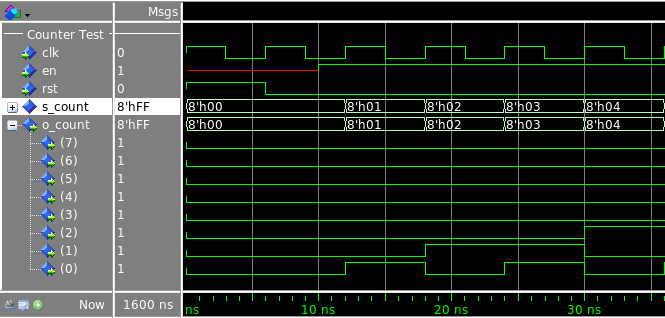 Msgs
Counter Test
clk 0
en 1
rst 0
s_count 8'hFF 8'h00 8'h01 8'h02 8'h03 8'h04
o_count 8'hFF 8'h00 8'h01 8'h02 8'h03 8'h04
(7) 1
(6) 1
(5) 1
(4) 1
(3) 1
(2) 1
(1) 1
(0) 1
Now 1600 ns ns 10 ns 20 ns 30 ns